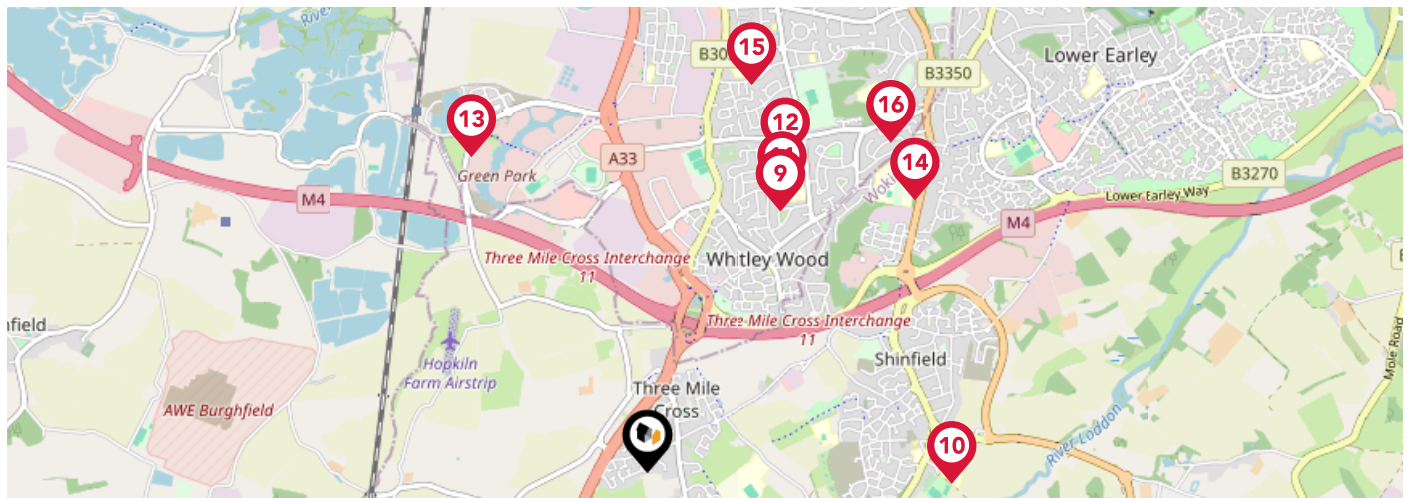 River
B30
15
Lower Earley
B3350
16
13
12
A33
9
14
Green Park
B3270
M4
Lower Earley Way
M4
Three Mile Cross Interchange
11
Whitley Wood
nfield
Three Mile Cross Interchange
11
Hopkiln
Farm Airstrip
Shinfield
Mole Road
Three Mile
Cross
AWE Burghfield
10
River Loddon